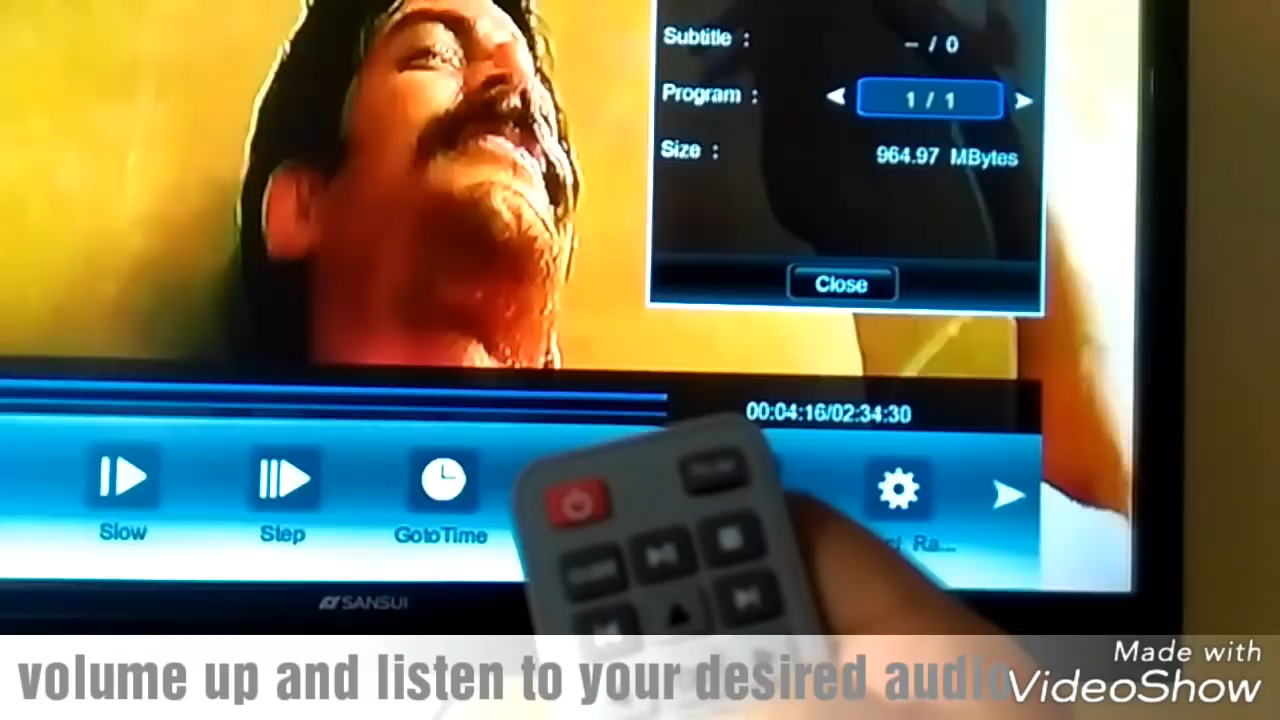 Subtitle : – / 0
Program : 1 / 1
Size : 964.97 MBytes
Close
00:04:16/02:34:30
Slow
Step
GotoTime
Ra...
SANSUI
volume up and listen to your desired audio
Made with
VideoShow